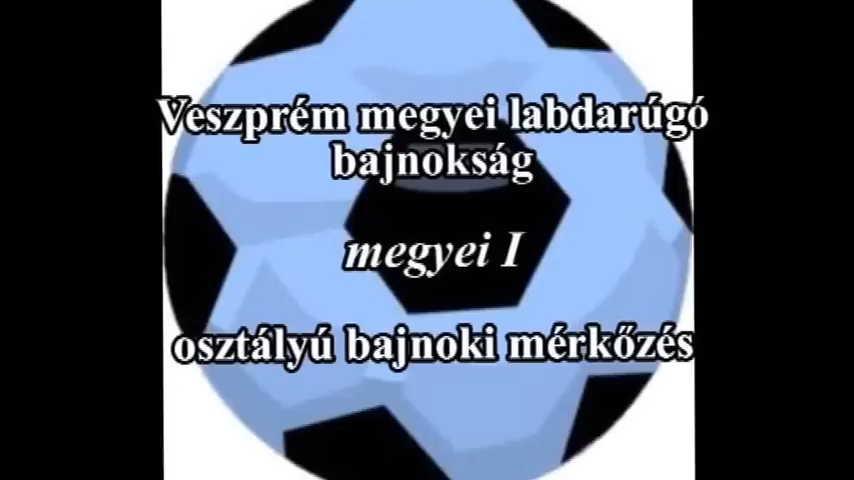 Veszprém megyei labdarúgó
bajnokság
megyei I
osztályú bajnoki mérkőzés